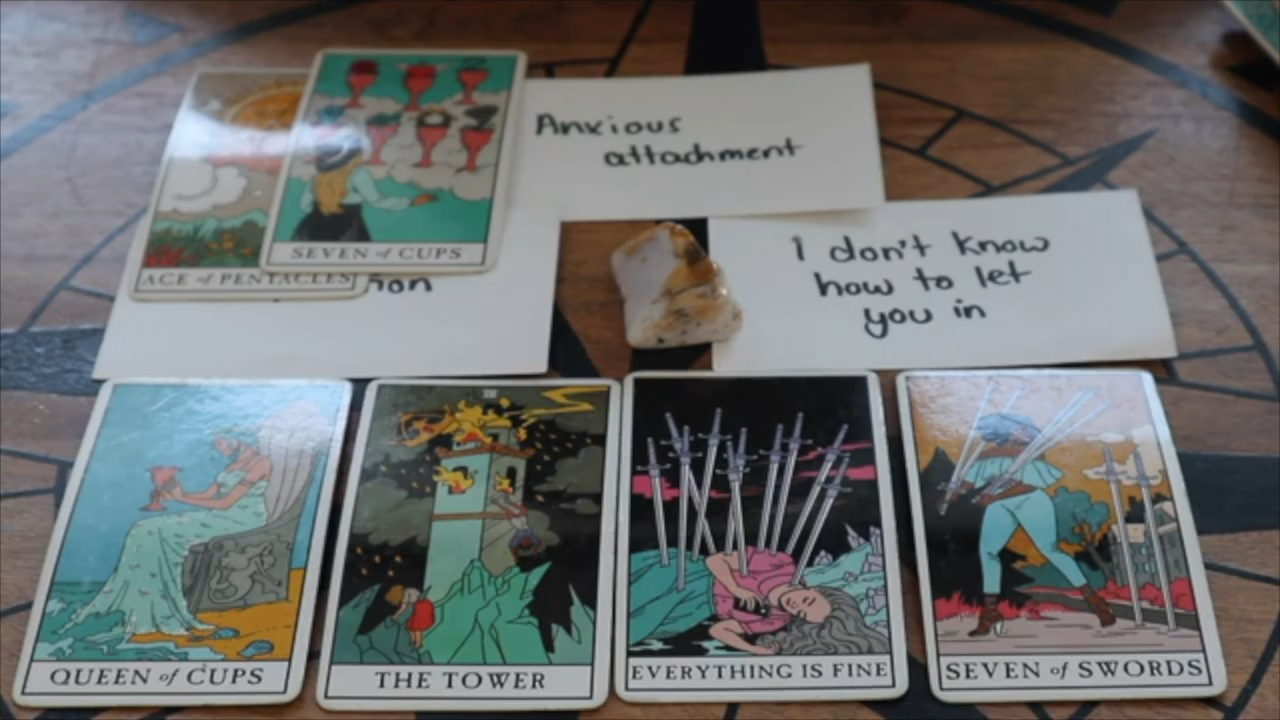 Anxious
attachment
SEVEN of CUPS
ACE of PENTACLES
I don't know
how to let
you in
QUEEN of CUPS
THE TOWER
EVERYTHING IS FINE
SEVEN of SWORDS